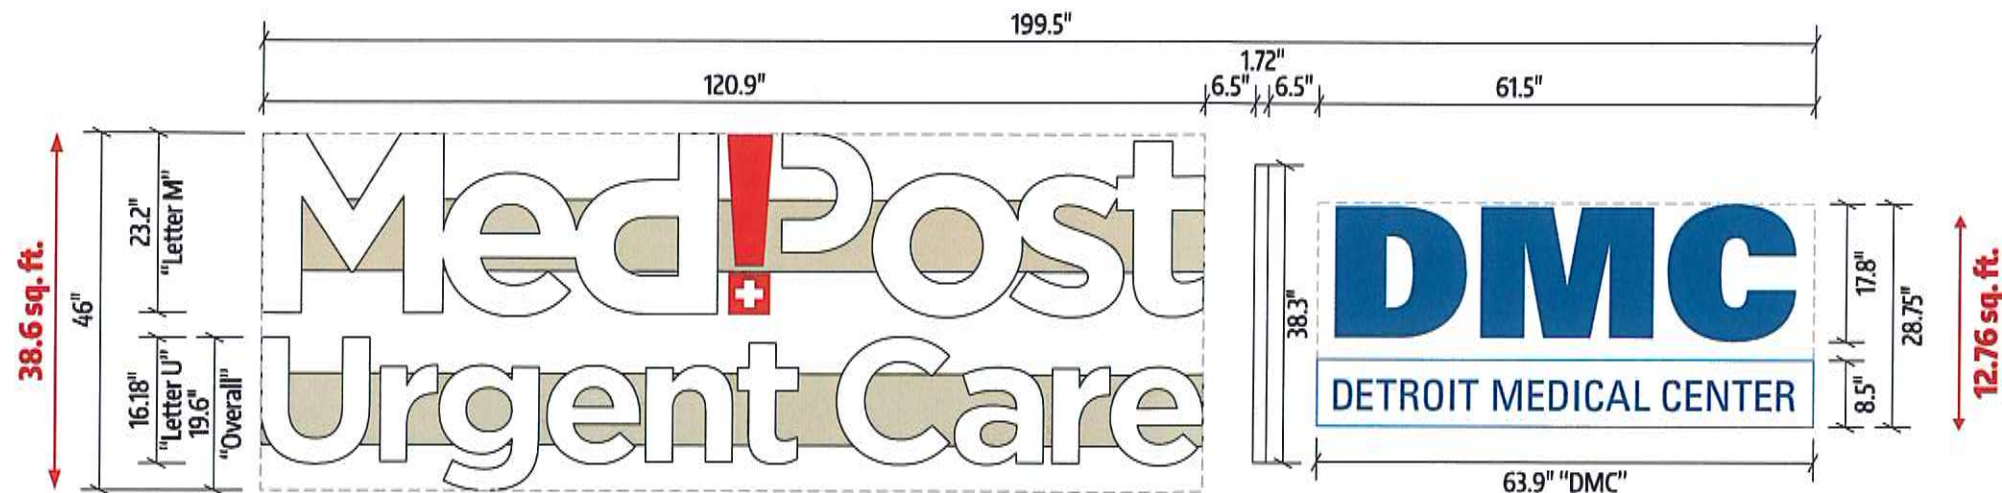 199.5"
1.72"
120.9"
6.5"
6.5"
61.5"
38.6 sq. ft.
46"
23.2"
"Letter M"
16.18"
"Letter U"
19.6"
"Overall"
Med!Post
Urgent Care
38.3"
DMC
DETROIT MEDICAL CENTER
17.8"
8.5"
28.75"
12.76 sq. ft.
63.9" "DMC"